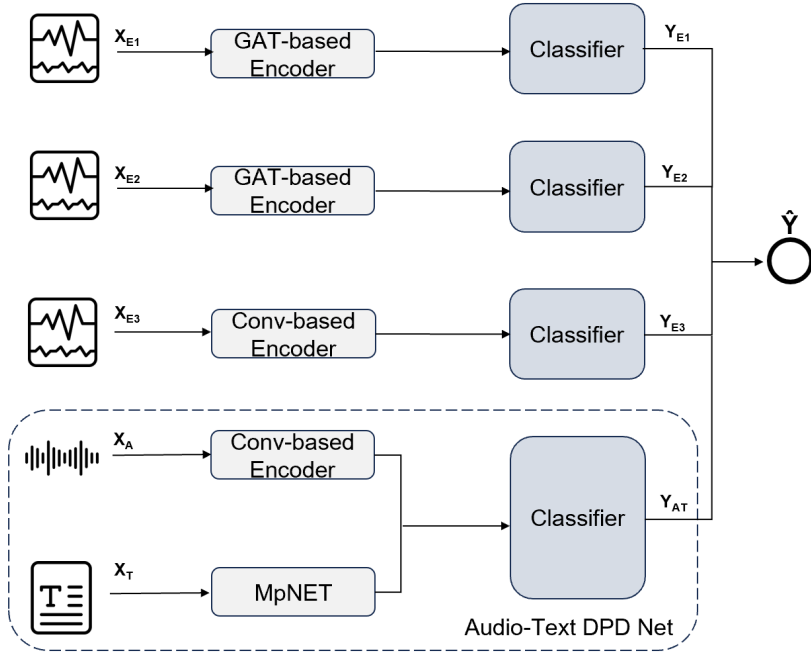 X_E1
GAT-based
Encoder
Classifier
Y_E1
X_E2
GAT-based
Encoder
Classifier
Y_E2
Ŷ
X_E3
Conv-based
Encoder
Classifier
Y_E3
X_A
Conv-based
Encoder
Classifier
Y_AT
X_T
T
MpNET
Audio-Text DPD Net